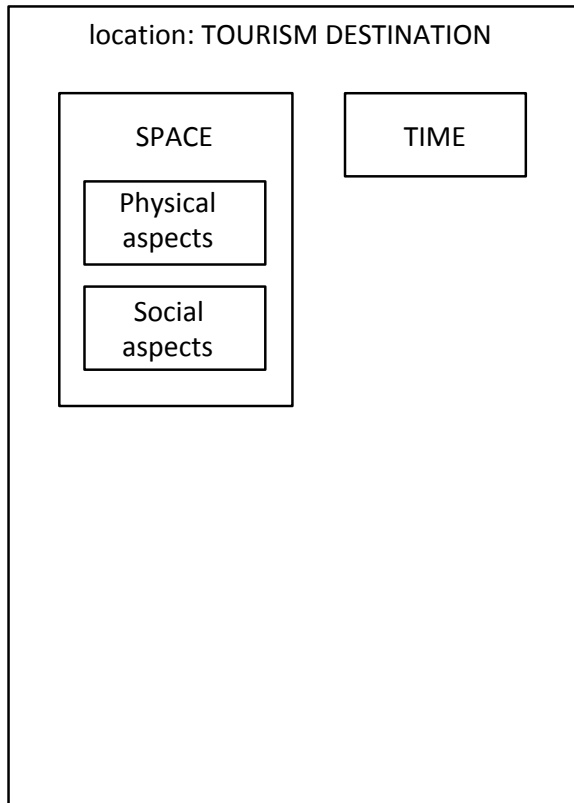 location: TOURISM DESTINATION
SPACE
Physical
aspects
Social
aspects
TIME